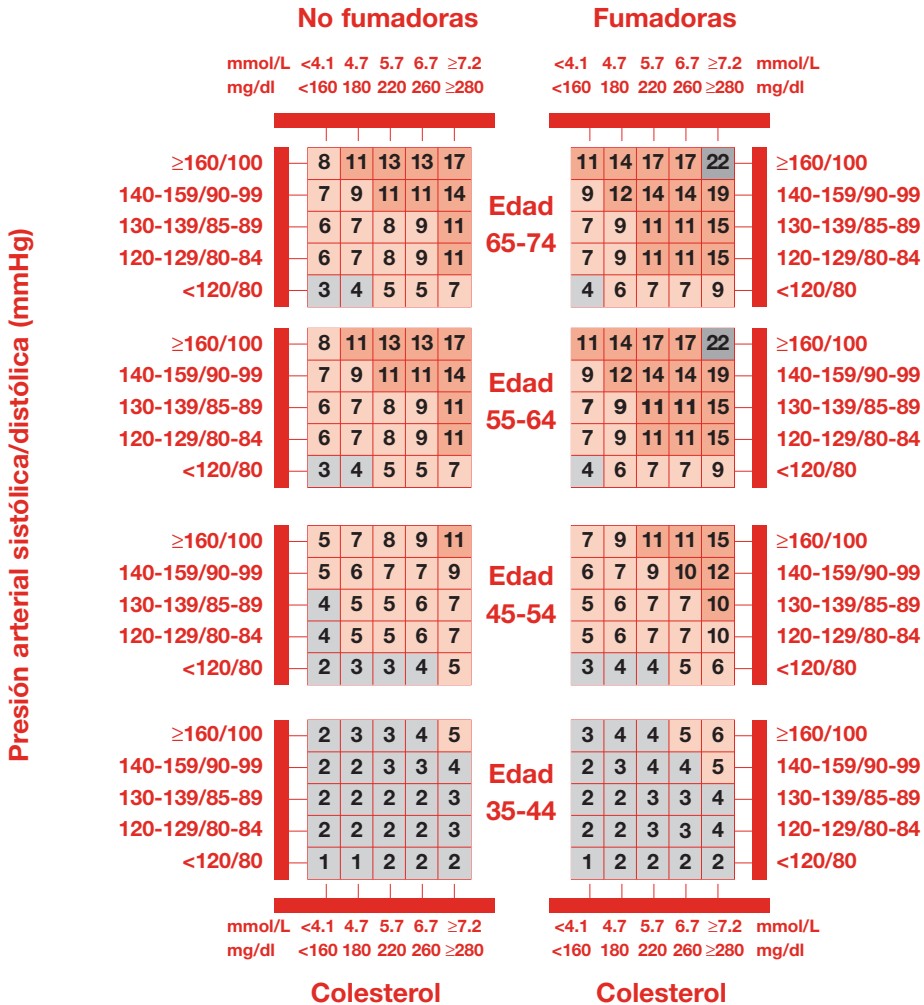 No fumadoras Fumadoras
mmol/L <4.1 4.7 5.7 6.7 ≥7.2 <4.1 4.7 5.7 6.7 ≥7.2 mmol/L
mg/dl <160 180 220 260 ≥280 <160 180 220 260 ≥280 mg/dl
Presión arterial sistólica/distólica (mmHg)
≥160/100 8 11 13 13 17 11 14 17 17 22 ≥160/100
140-159/90-99 7 9 11 11 14 Edad 9 12 14 14 19 140-159/90-99
130-139/85-89 6 7 8 9 11 65-74 7 9 11 11 15 130-139/85-89
120-129/80-84 6 7 8 9 11 7 9 11 11 15 120-129/80-84
<120/80 3 4 5 5 7 4 6 7 7 9 <120/80
≥160/100 8 11 13 13 17 11 14 17 17 22 ≥160/100
140-159/90-99 7 9 11 11 14 Edad 9 12 14 14 19 140-159/90-99
130-139/85-89 6 7 8 9 11 55-64 7 9 11 11 15 130-139/85-89
120-129/80-84 6 7 8 9 11 7 9 11 11 15 120-129/80-84
<120/80 3 4 5 5 7 4 6 7 7 9 <120/80
≥160/100 5 7 8 9 11 7 9 11 11 15 ≥160/100
140-159/90-99 5 6 7 7 9 Edad 6 7 9 10 12 140-159/90-99
130-139/85-89 4 5 5 6 7 45-54 5 6 7 7 10 130-139/85-89
120-129/80-84 4 5 5 6 7 5 6 7 7 10 120-129/80-84
<120/80 2 3 3 4 5 3 4 4 5 6 <120/80
≥160/100 2 3 3 4 5 3 4 4 5 6 ≥160/100
140-159/90-99 2 2 3 3 4 Edad 2 3 4 4 5 140-159/90-99
130-139/85-89 2 2 2 2 3 35-44 2 2 3 3 4 130-139/85-89
120-129/80-84 2 2 2 2 3 2 2 3 3 4 120-129/80-84
<120/80 1 1 2 2 2 1 2 2 2 2 <120/80
mmol/L <4.1 4.7 5.7 6.7 ≥7.2 <4.1 4.7 5.7 6.7 ≥7.2 mmol/L
mg/dl <160 180 220 260 ≥280 <160 180 220 260 ≥280 mg/dl
Colesterol Colesterol